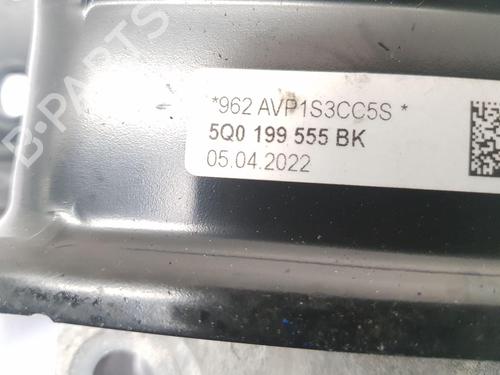 B-PARTS
*962 AVP1S3CC5S *
5Q0 199 555 BK
05.04.2022